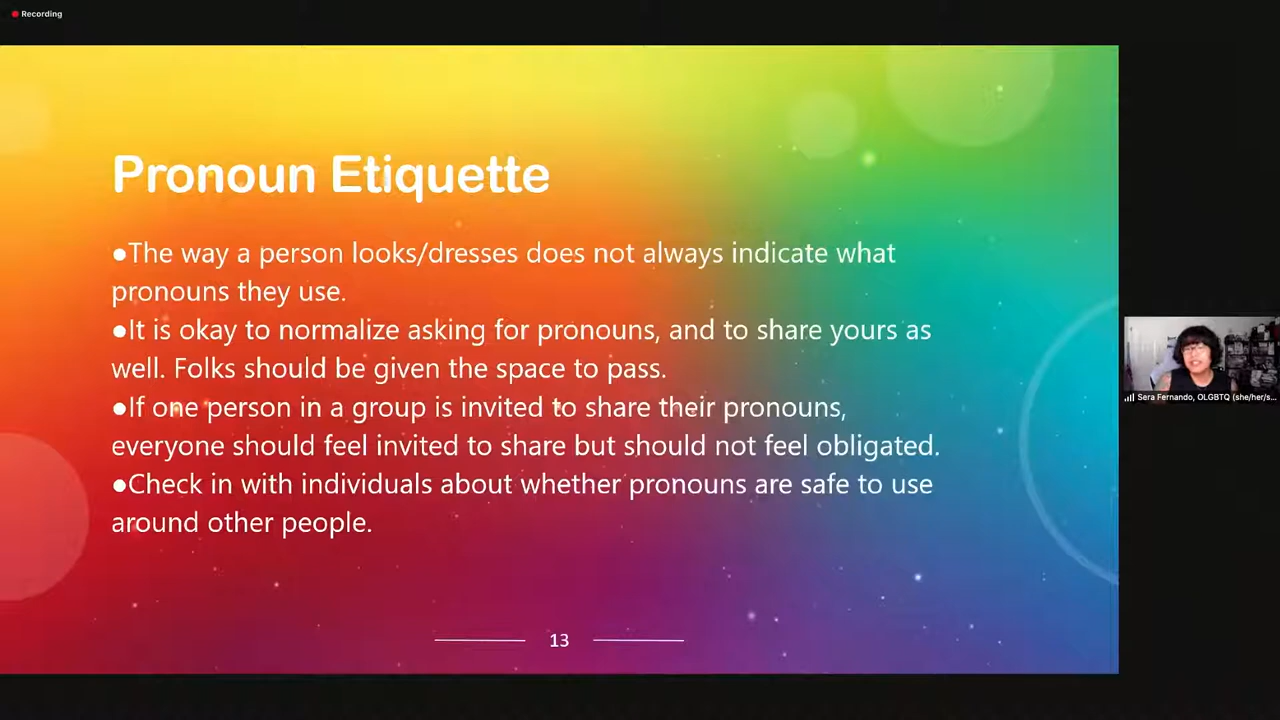 Recording
Pronoun Etiquette
●The way a person looks/dresses does not always indicate what
pronouns they use.
●It is okay to normalize asking for pronouns, and to share yours as
well. Folks should be given the space to pass.
●If one person in a group is invited to share their pronouns,
everyone should feel invited to share but should not feel obligated.
●Check in with individuals about whether pronouns are safe to use
around other people.
Sera Fernando, OLGBTQ (she/her/s...
13